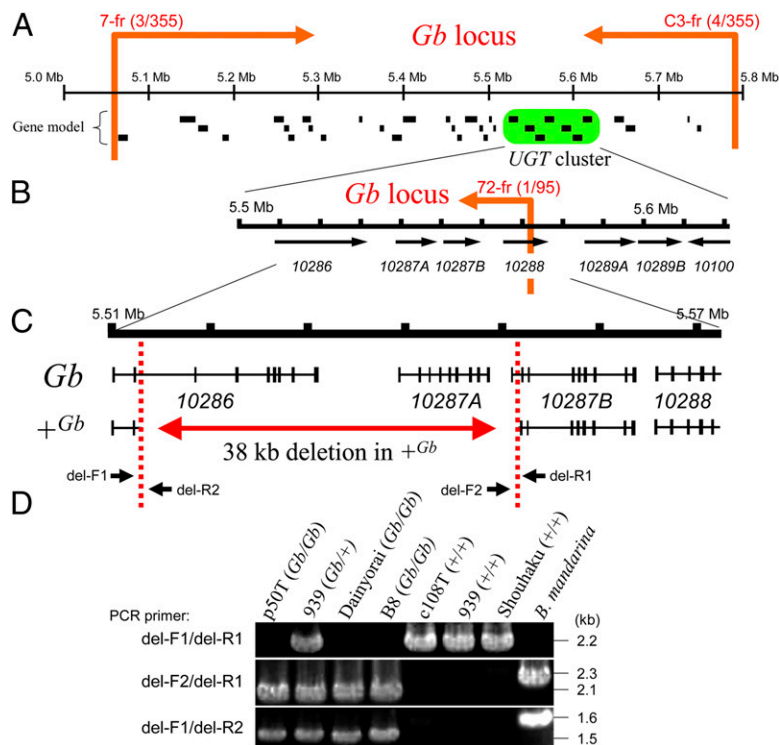 A
7-fr (3/355)
Gb locus
C3-fr (4/355)
5.0 Mb
5.1 Mb
5.2 Mb
5.3 Mb
5.4 Mb
5.5 Mb
5.6 Mb
5.7 Mb
5.8 Mb
Gene model
UGT cluster
B
Gb locus
72-fr (1/95)
5.5 Mb
5.6 Mb
10286
10287A
10287B
10288
10289A
10289B
10100
C
5.51 Mb
5.57 Mb
Gb
10286
10287A
10287B
10288
+Gb
38 kb deletion in +Gb
del-F1
del-R2
del-F2
del-R1
D
p50T (Gb/Gb)
939 (Gb/+)
Dainyorai (Gb/Gb)
B8 (Gb/Gb)
c108T (+/+)
939 (+/+)
Shouhaku (+/+)
B. mandarina
PCR primer:
(kb)
del-F1/del-R1
2.2
del-F2/del-R1
2.3
2.1
del-F1/del-R2
1.6
1.5